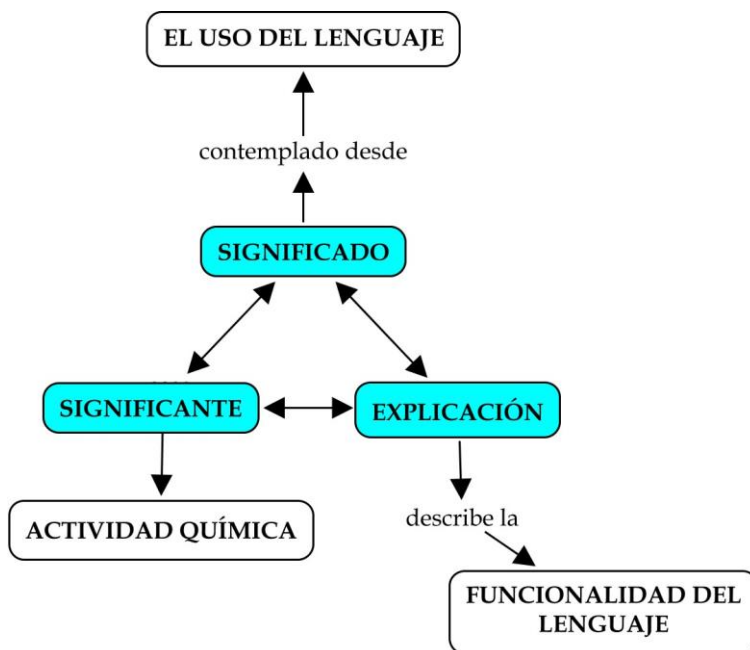 EL USO DEL LENGUAJE
contemplado desde
SIGNIFICADO
SIGNIFICANTE
EXPLICACIÓN
ACTIVIDAD QUÍMICA
describe la
FUNCIONALIDAD DEL
LENGUAJE